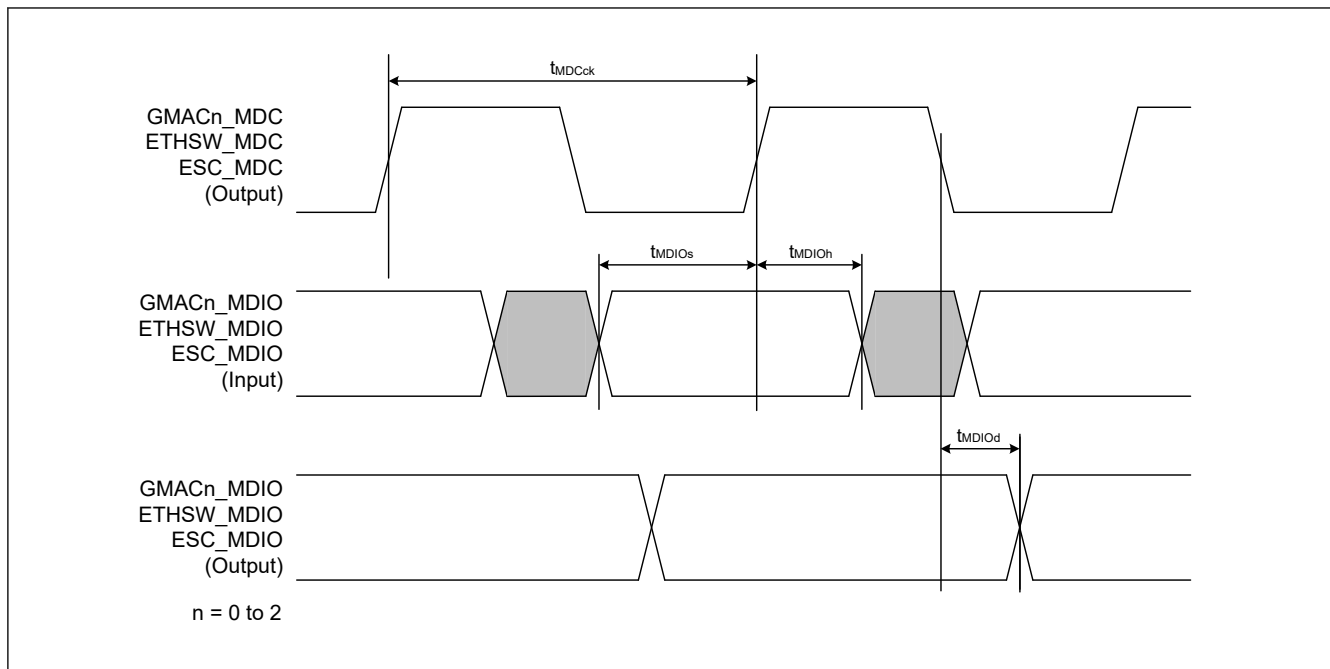 tMDCck
GMACn_MDC
ETHSW_MDC
ESC_MDC
(Output)
tMDIOs
tMDIOh
GMACn_MDIO
ETHSW_MDIO
ESC_MDIO
(Input)
tMDIOd
GMACn_MDIO
ETHSW_MDIO
ESC_MDIO
(Output)
n = 0 to 2